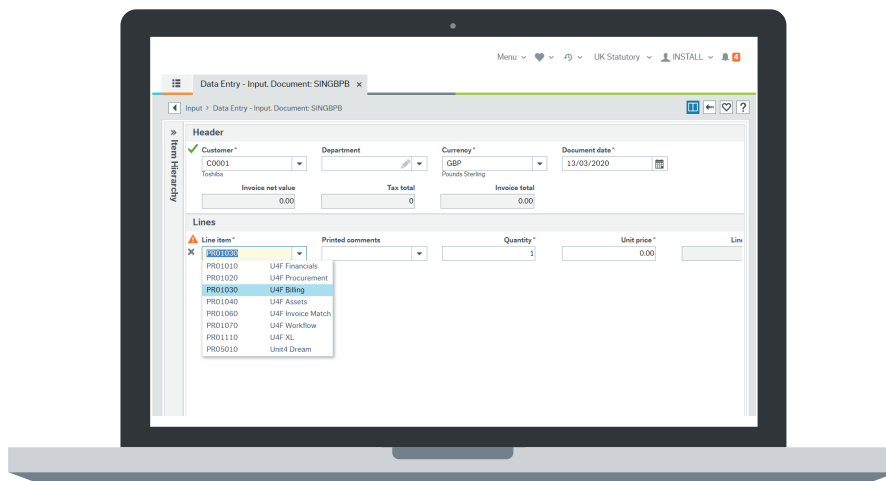 Menu UK Statutory INSTALL 4
Data Entry - Input. Document: SINGBPB ×
Input > Data Entry - Input. Document: SINGBPB ?
» Header
Item Hierarchy
Customer* Department Currency* Document date*
C0001 GBP 13/03/2020
Toshiba Pounds Sterling
Invoice net value Tax total Invoice total
0.00 0 0.00
Lines
Line item* Printed comments Quantity* Unit price* Line
PR01030 1 0.00
PR01010 U4F Financials
PR01020 U4F Procurement
PR01030 U4F Billing
PR01040 U4F Assets
PR01060 U4F Invoice Match
PR01070 U4F Workflow
PR01110 U4F XL
PR05010 Unit4 Dream